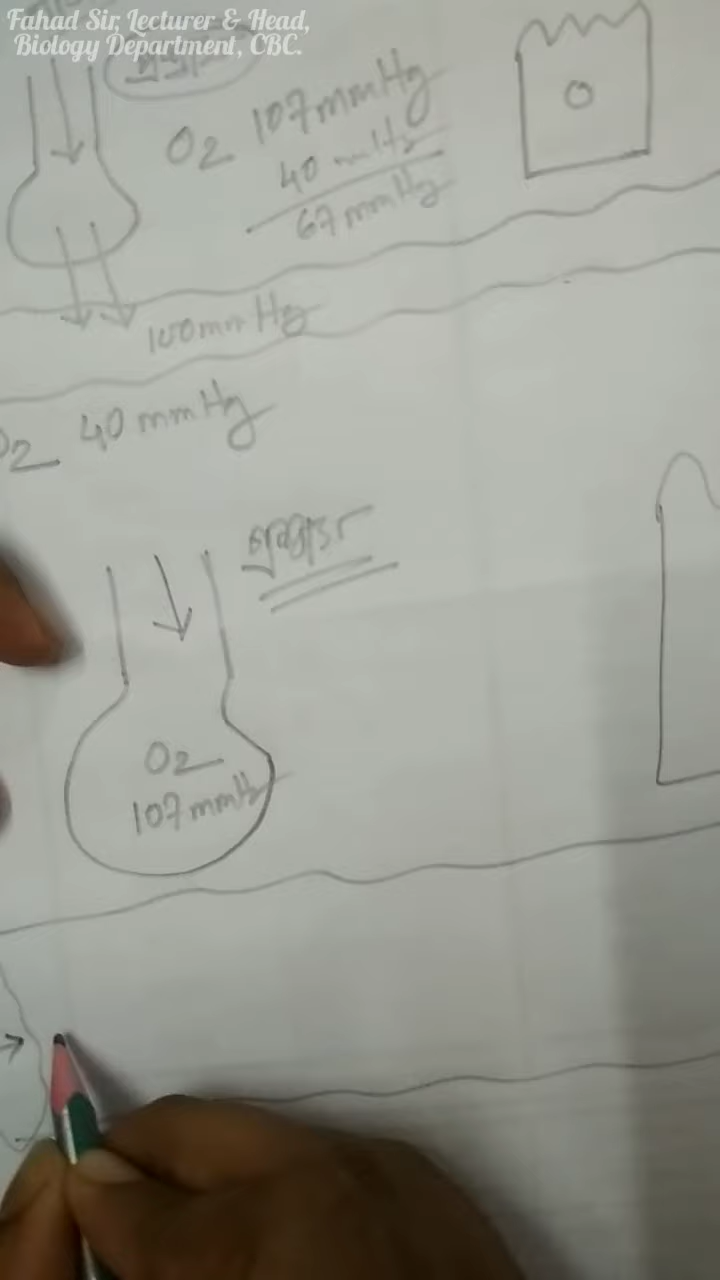 Fahad Sir, Lecturer & Head,
Biology Department, CBC.
O2 107 mmHg
40 mmHg
67 mmHg
100 mmHg
O2 40 mmHg
O2
107 mmHg